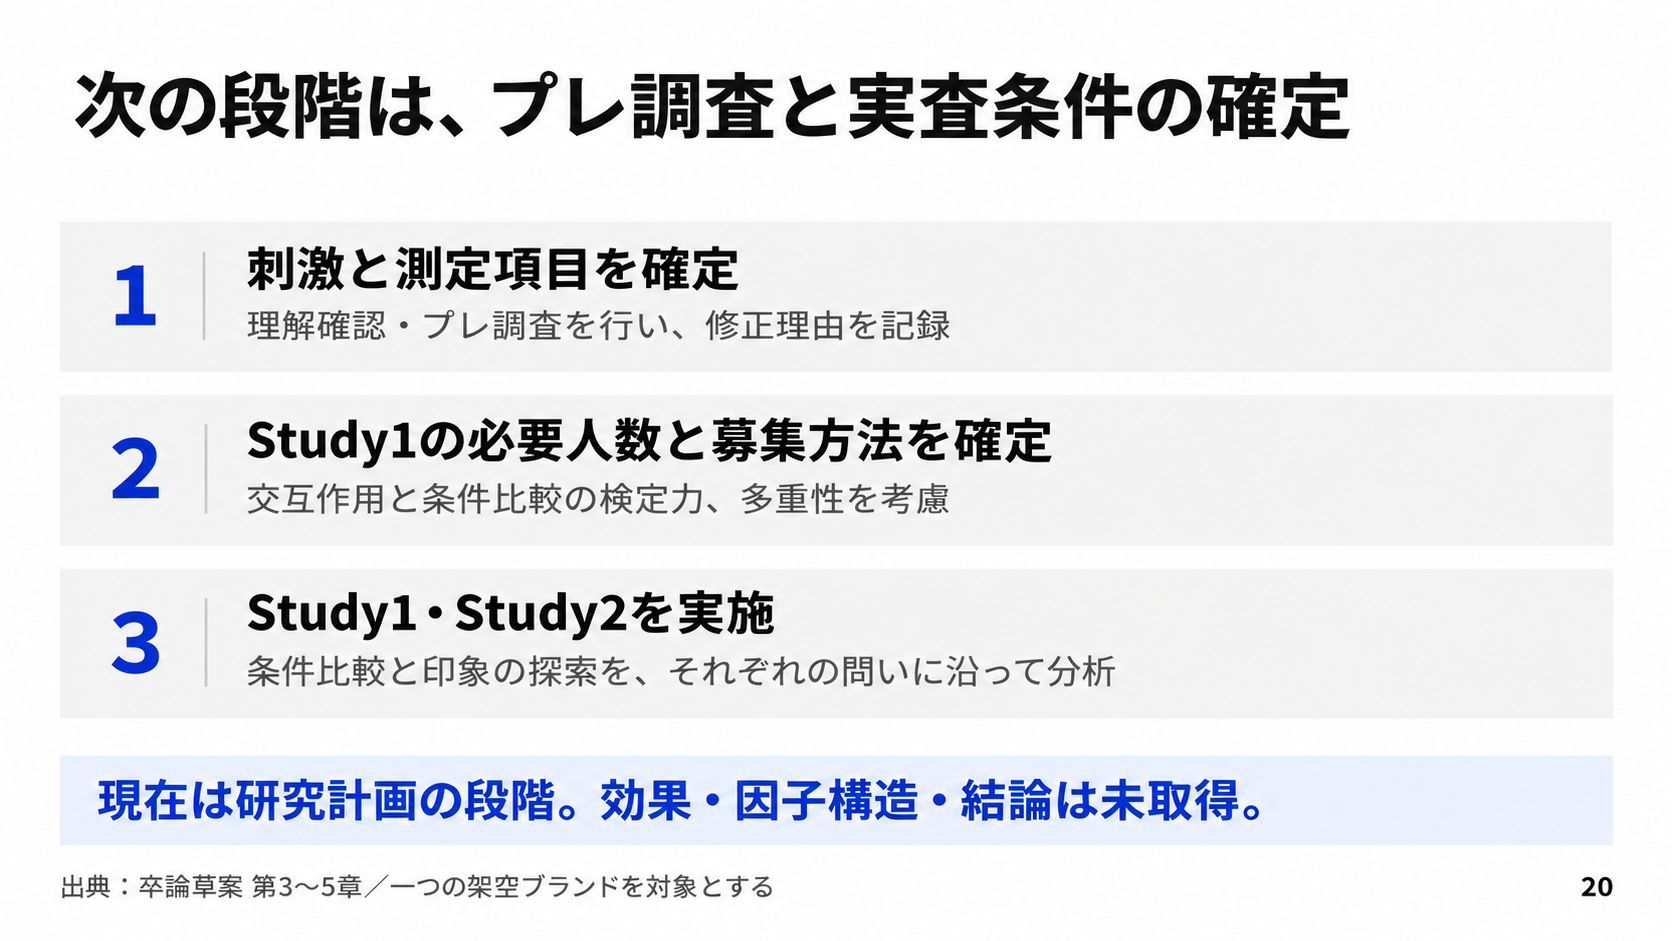 次の段階は、プレ調査と実査条件の確定
1
刺激と測定項目を確定
理解確認・プレ調査を行い、修正理由を記録
2
Study1の必要人数と募集方法を確定
交互作用と条件比較の検定力、多重性を考慮
3
Study1・Study2を実施
条件比較と印象の探索を、それぞれの問いに沿って分析
現在は研究計画の段階。効果・因子構造・結論は未取得。
出典：卒論草案 第3〜5章／一つの架空ブランドを対象とする
20